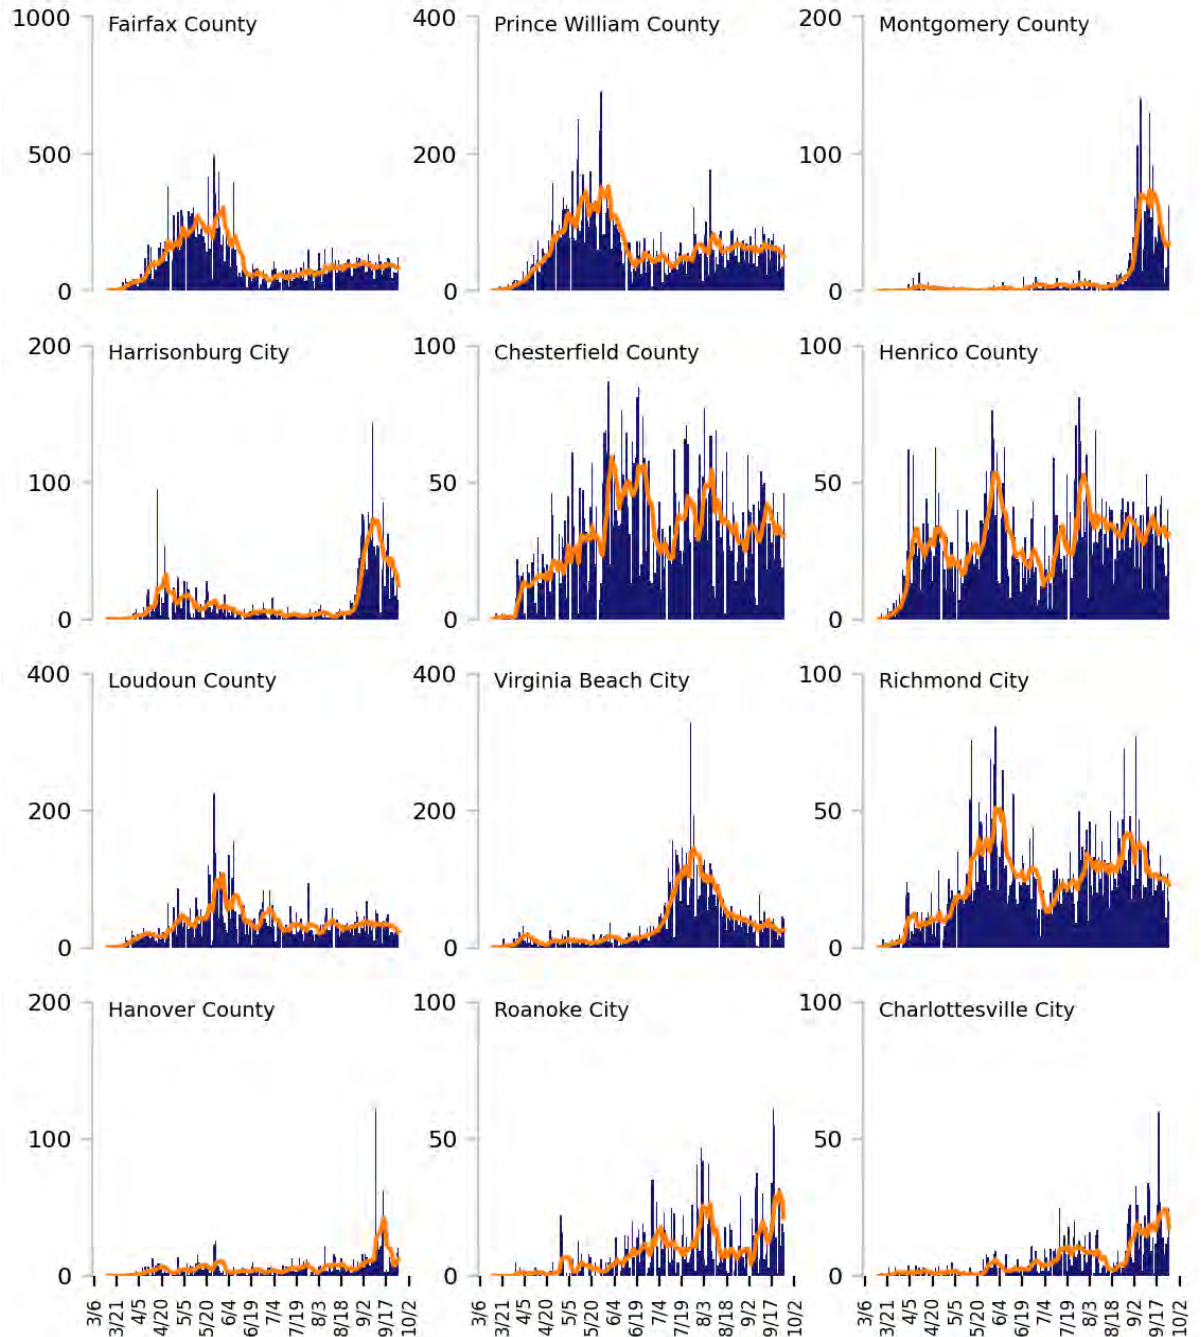 1000 Fairfax County
500
0
400 Prince William County
200
0
200 Montgomery County
100
0
200 Harrisonburg City
100
0
100 Chesterfield County
50
0
100 Henrico County
50
0
400 Loudoun County
200
0
400 Virginia Beach City
200
0
100 Richmond City
50
0
200 Hanover County
100
0
100 Roanoke City
50
0
100 Charlottesville City
50
0
3/6 3/21 4/5 4/20 5/5 5/20 6/4 6/19 7/4 7/19 8/3 8/18 9/2 9/17 10/2
3/6 3/21 4/5 4/20 5/5 5/20 6/4 6/19 7/4 7/19 8/3 8/18 9/2 9/17 10/2
3/6 3/21 4/5 4/20 5/5 5/20 6/4 6/19 7/4 7/19 8/3 8/18 9/2 9/17 10/2